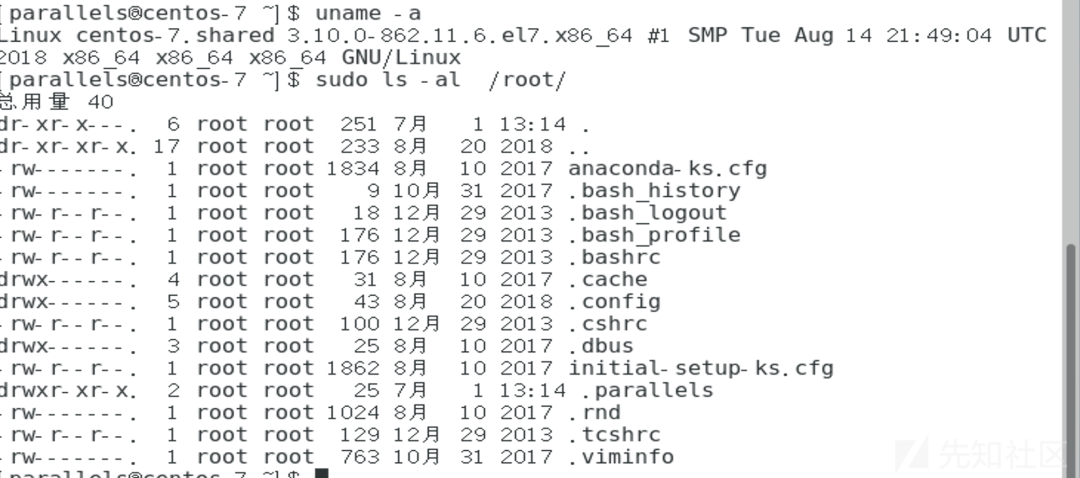 [parallels@centos-7 ~]$ uname -a
Linux centos-7.shared 3.10.0-862.11.6.el7.x86_64 #1 SMP Tue Aug 14 21:49:04 UTC
2018 x86_64 x86_64 x86_64 GNU/Linux
[parallels@centos-7 ~]$ sudo ls -al  /root/
总用量 40
dr-xr-x---.  6 root root  251 7月   1 13:14 .
dr-xr-xr-x. 17 root root  233 8月  20 2018 ..
-rw-------.  1 root root 1834 8月  10 2017 anaconda-ks.cfg
-rw-------.  1 root root    9 10月 31 2017 .bash_history
-rw-r--r--.  1 root root   18 12月 29 2013 .bash_logout
-rw-r--r--.  1 root root  176 12月 29 2013 .bash_profile
-rw-r--r--.  1 root root  176 12月 29 2013 .bashrc
drwx------.  4 root root   31 8月  10 2017 .cache
drwx------.  5 root root   43 8月  20 2018 .config
-rw-r--r--.  1 root root  100 12月 29 2013 .cshrc
drwx------.  3 root root   25 8月  10 2017 .dbus
-rw-r--r--.  1 root root 1862 8月  10 2017 initial-setup-ks.cfg
drwxr-xr-x.  2 root root   25 7月   1 13:14 .parallels
-rw-------.  1 root root 1024 8月  10 2017 .rnd
-rw-r--r--.  1 root root  129 12月 29 2013 .tcshrc
-rw-------.  1 root root  763 10月 31 2017 .viminfo
[parallels@centos-7 ~]$
先知社区